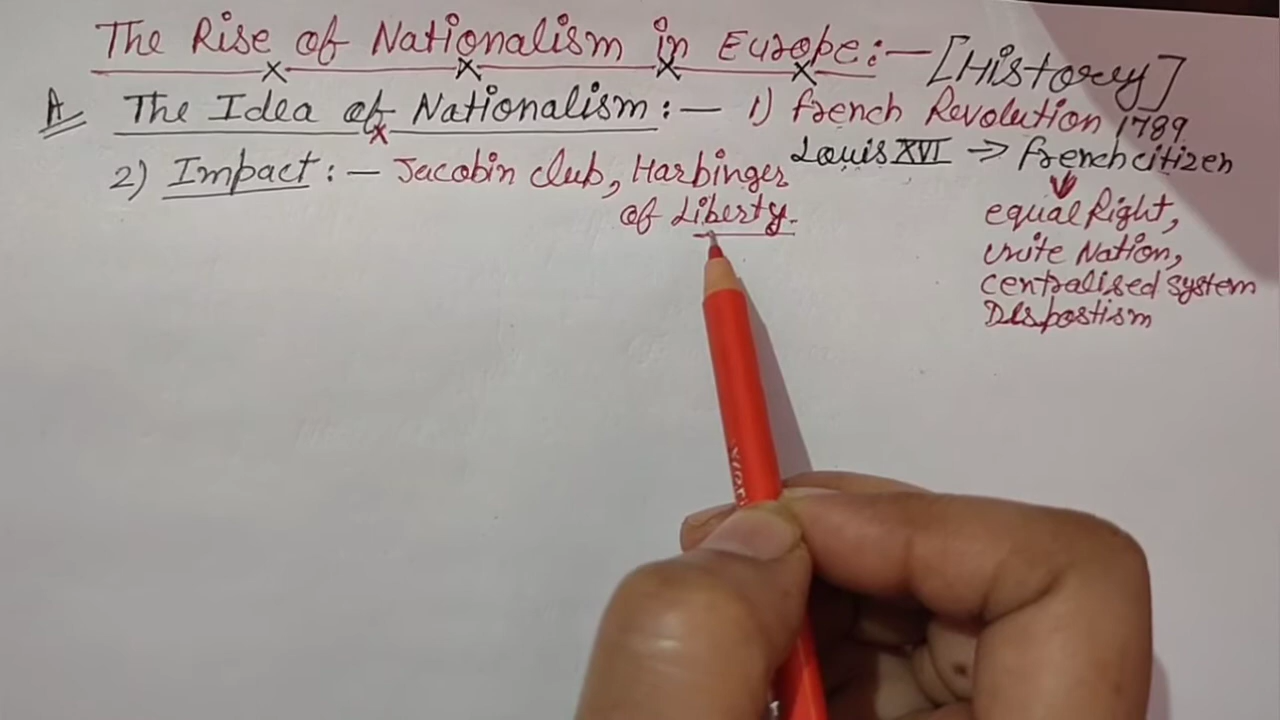 The Rise of Nationalism in Europe:— [History]
A The Idea of Nationalism:— 1) French Revolution 1789
Louis XVI → French citizen
2) Impact:— Jacobin club, Harbinger
of Liberty.
equal Right,
unite Nation,
centralised system
Despostism